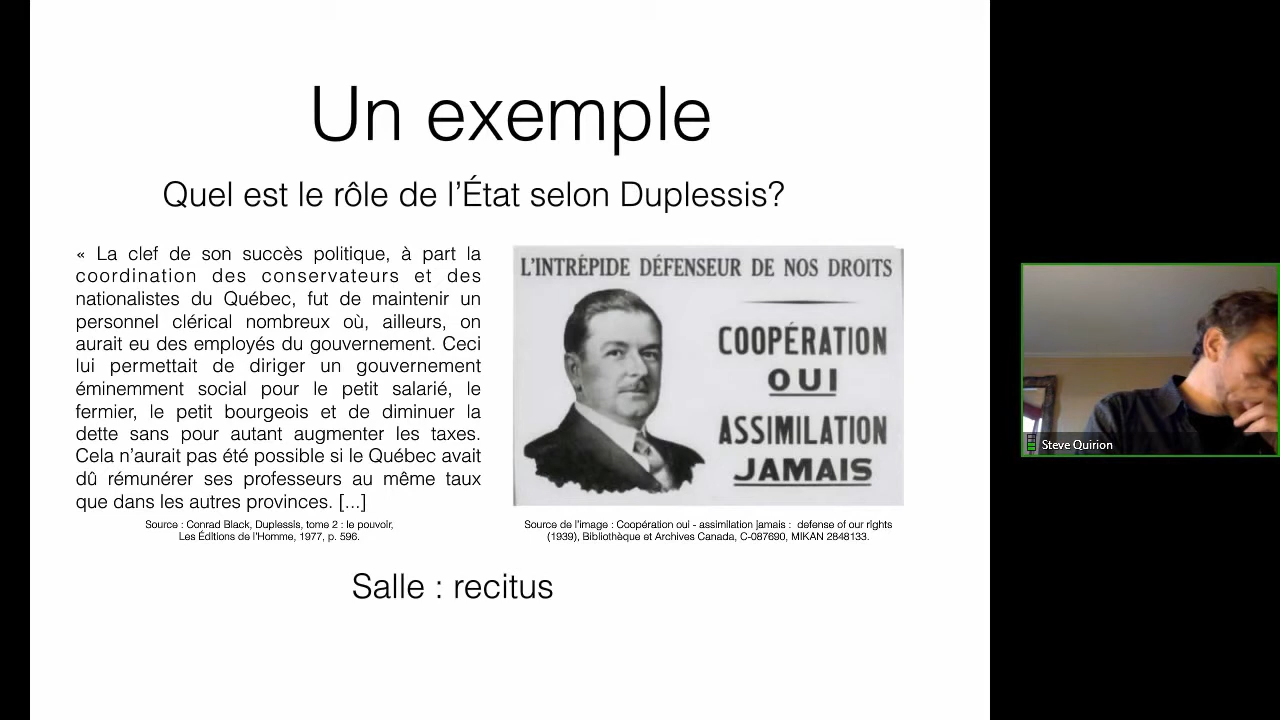 Un exemple
Quel est le rôle de l'État selon Duplessis?
« La clef de son succès politique, à part la
coordination des conservateurs et des
nationalistes du Québec, fut de maintenir un
personnel clérical nombreux où, ailleurs, on
aurait eu des employés du gouvernement. Ceci
lui permettait de diriger un gouvernement
éminemment social pour le petit salarié, le
fermier, le petit bourgeois et de diminuer la
dette sans pour autant augmenter les taxes.
Cela n'aurait pas été possible si le Québec avait
dû rémunérer ses professeurs au même taux
que dans les autres provinces. [...]
Source : Conrad Black, Duplessis, tome 2 : le pouvoir,
Les Éditions de l'Homme, 1977, p. 596.
L'INTRÉPIDE DÉFENSEUR DE NOS DROITS
COOPÉRATION
OUI
ASSIMILATION
JAMAIS
Source de l'image : Coopération oui - assimilation jamais : defense of our rights
(1939), Bibliothèque et Archives Canada, C-087690, MIKAN 2848133.
Salle : recitus
Steve Quirion